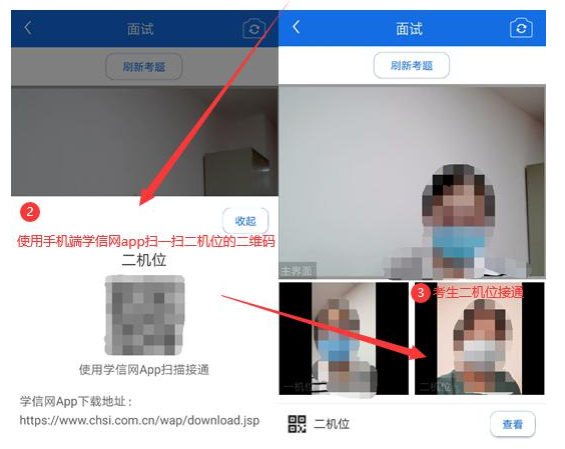 面试
刷新考题
2
收起
使用手机端学信网app扫一扫二机位的二维码
二机位
使用学信网App扫描接通
学信网App下载地址：
https://www.chsi.com.cn/wap/download.jsp
面试
刷新考题
主界面
3 考生二机位接通
一机位
二机位
二机位
查看